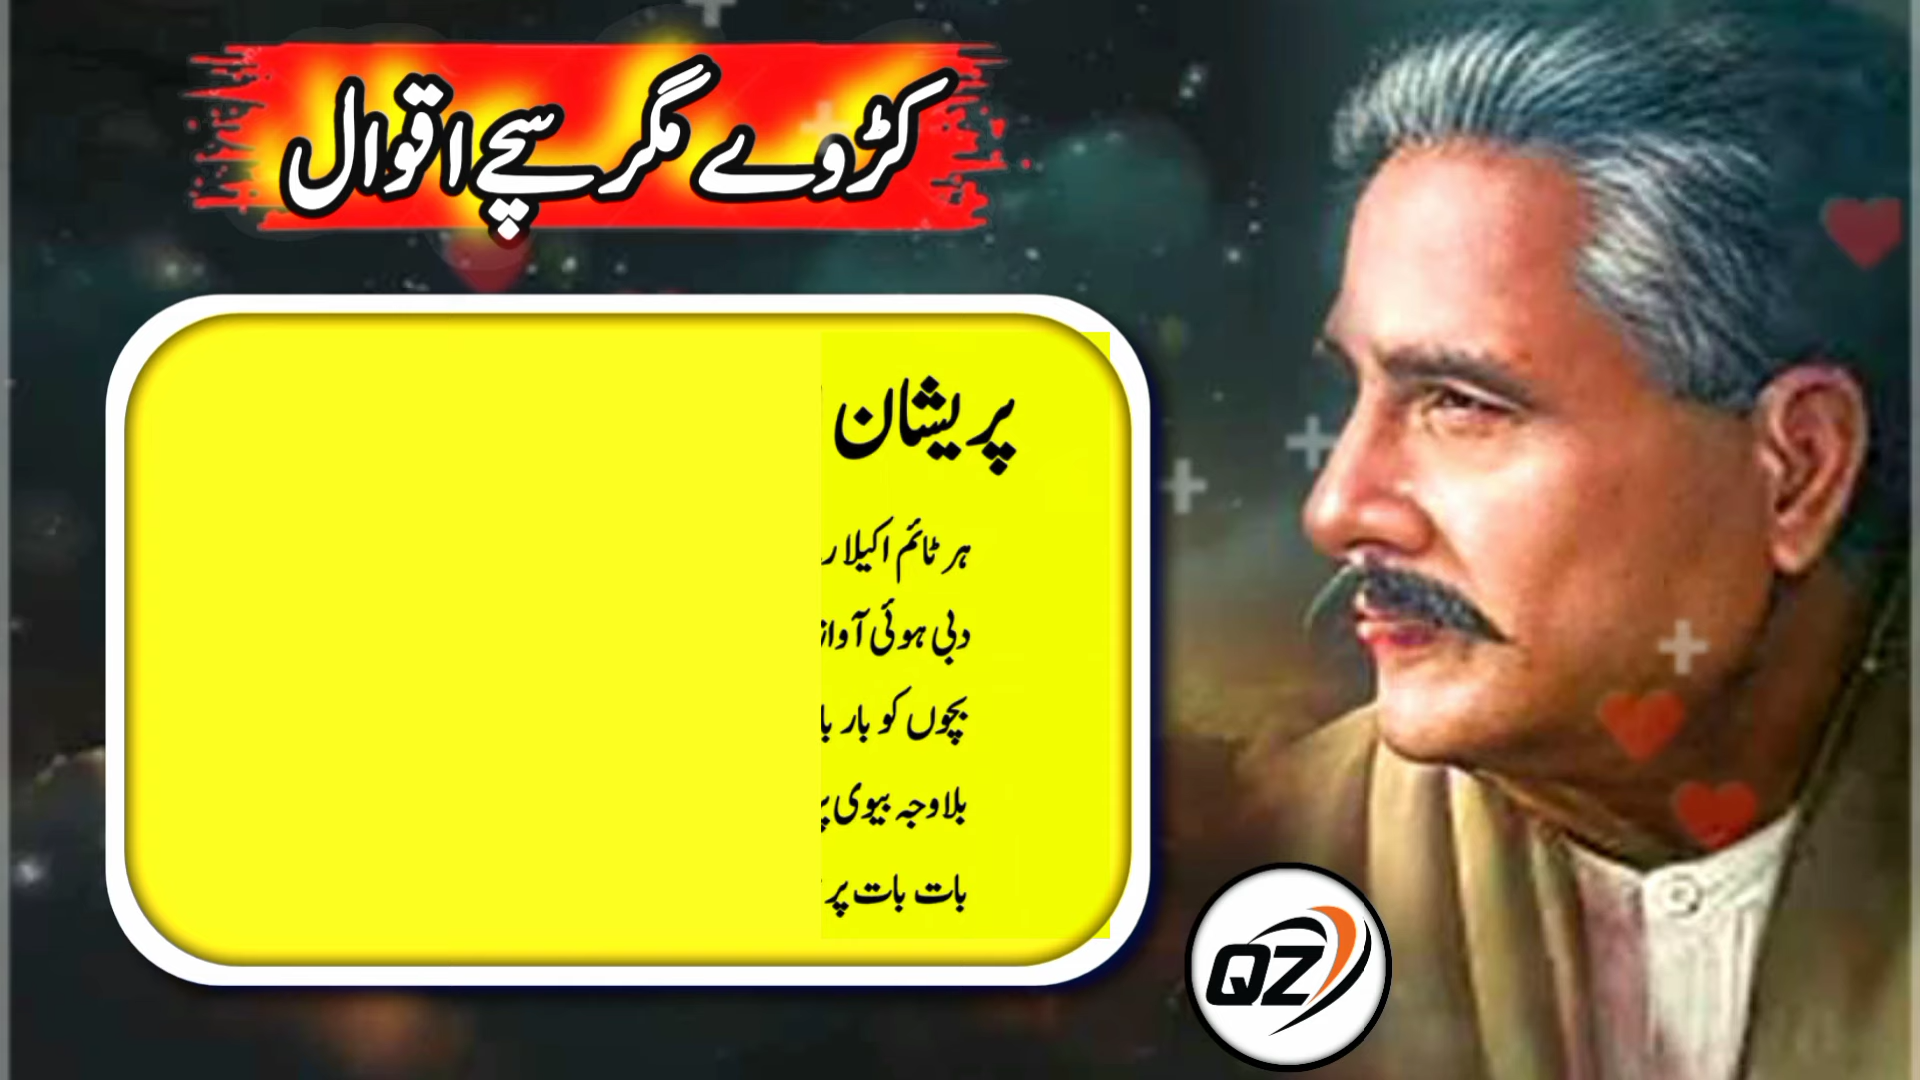 کڑوے مگر سچے اقوال
پریشان
ہر ٹائم اکیلا
دبی ہوئی آواز
بچوں کو بار
بلاوجہ بیوی
بات بات پر
QZ